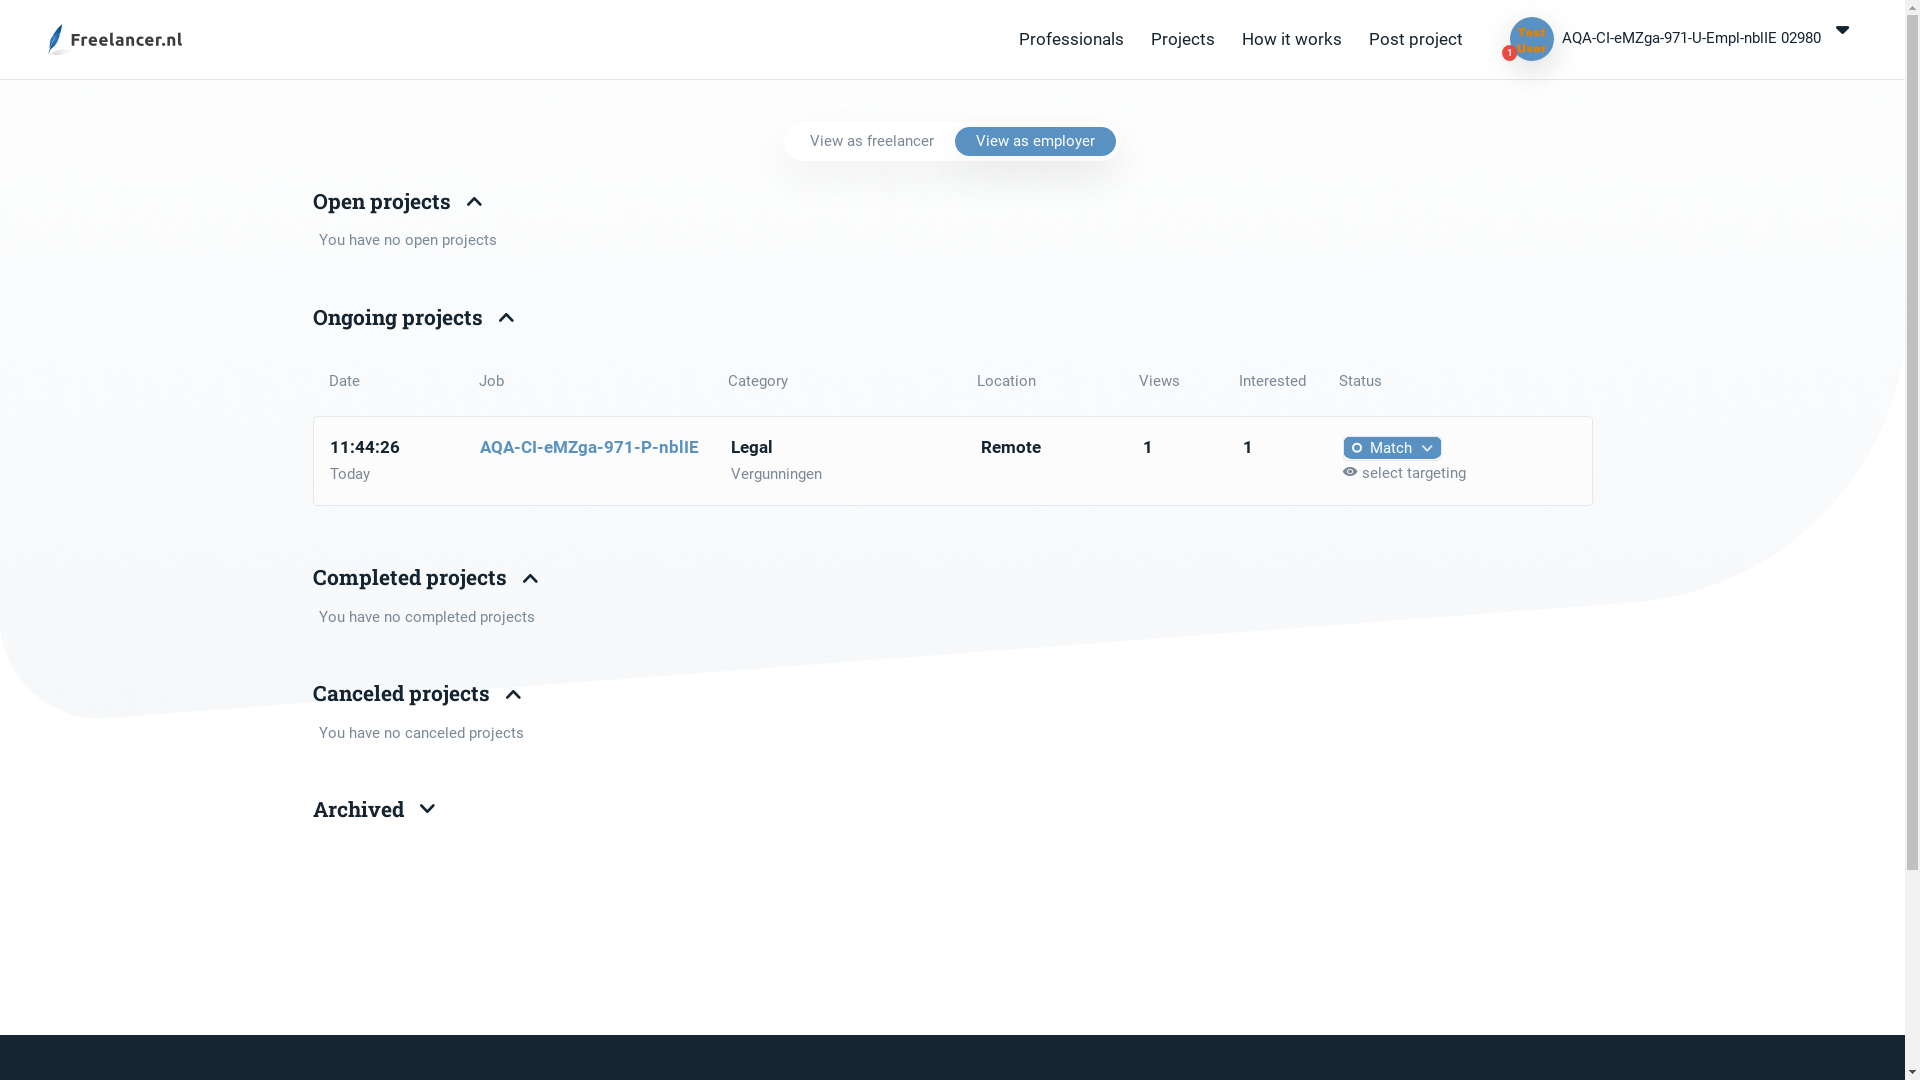 Freelancer.nl
Professionals Projects How it works Post project
Test
User
1
AQA-CI-eMZga-971-U-Empl-nblIE 02980
View as freelancer View as employer
Open projects
You have no open projects
Ongoing projects
Date Job Category Location Views Interested Status
11:44:26 AQA-CI-eMZga-971-P-nblIE Legal Remote 1 1 Match
Today Vergunningen select targeting
Completed projects
You have no completed projects
Canceled projects
You have no canceled projects
Archived